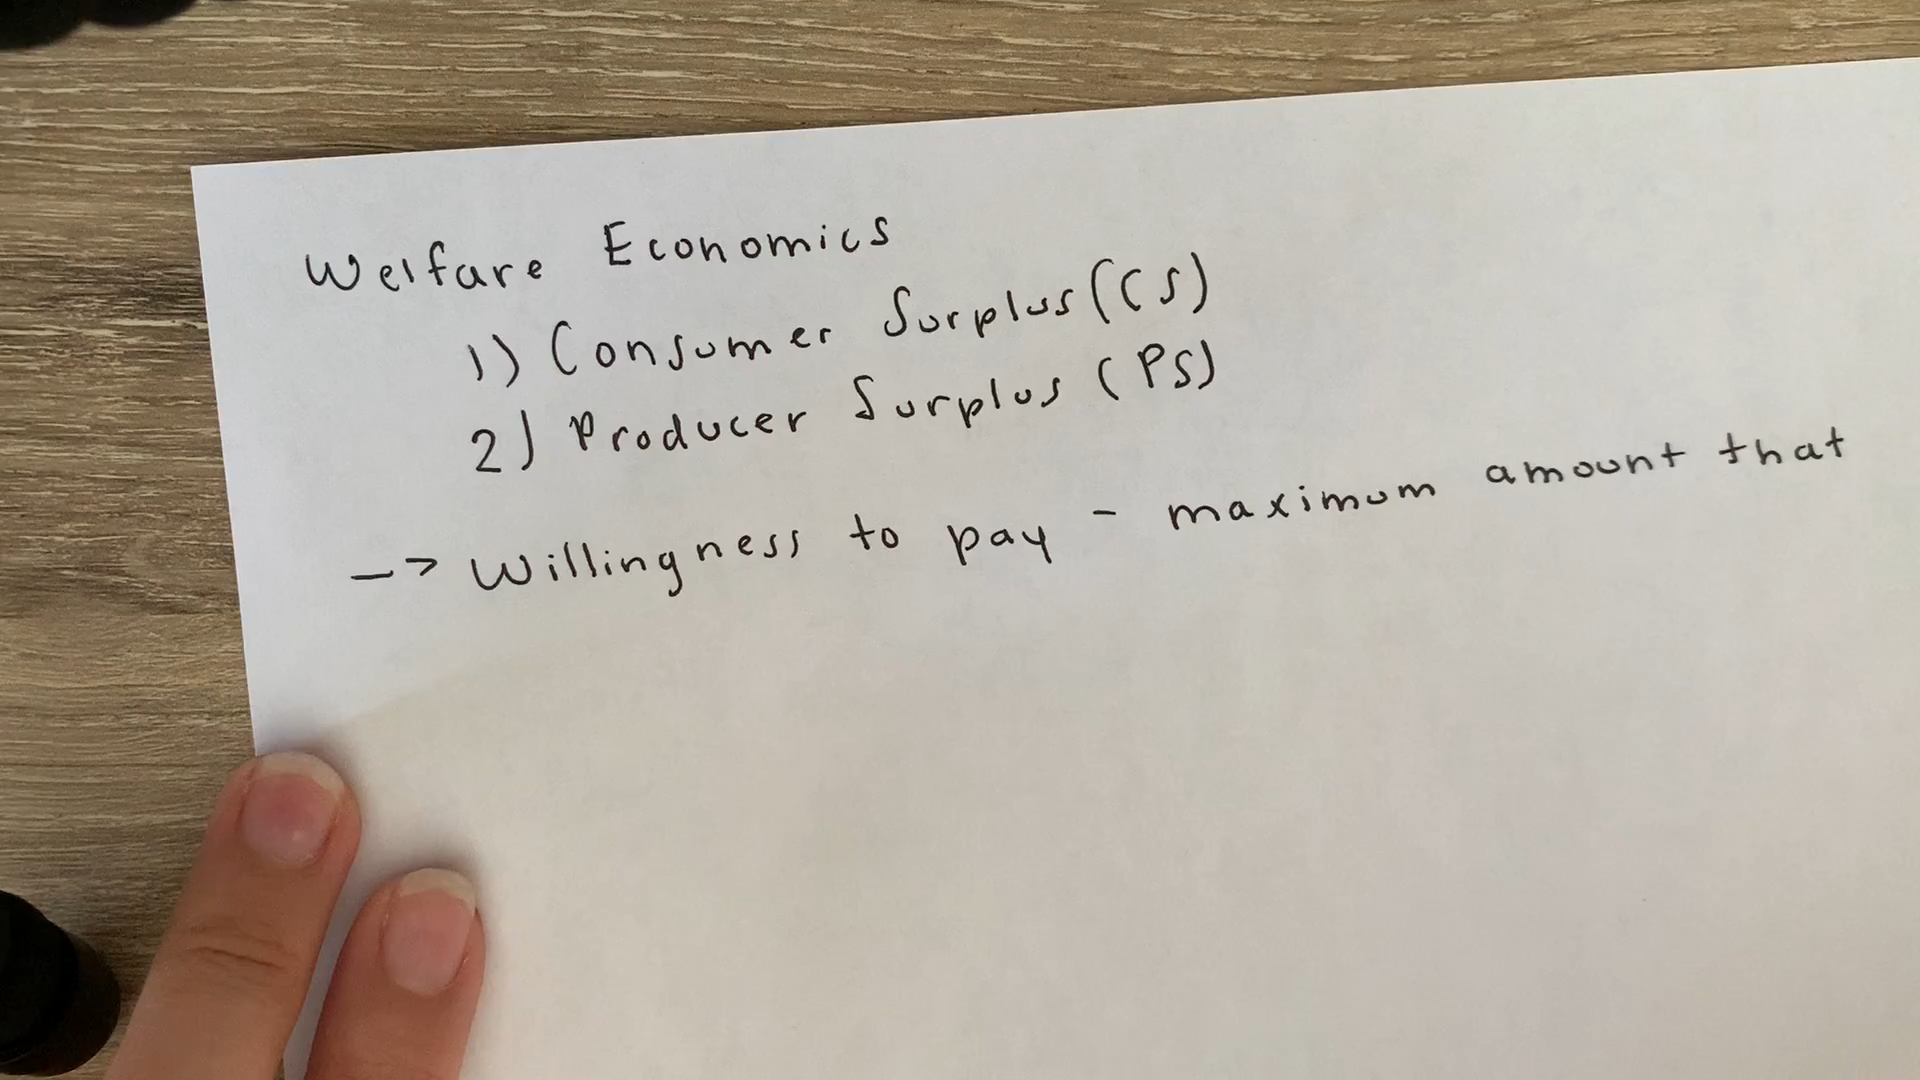 Welfare Economics
1) Consumer Surplus (CS)
2) Producer Surplus (PS)
-> Willingness to pay - maximum amount that